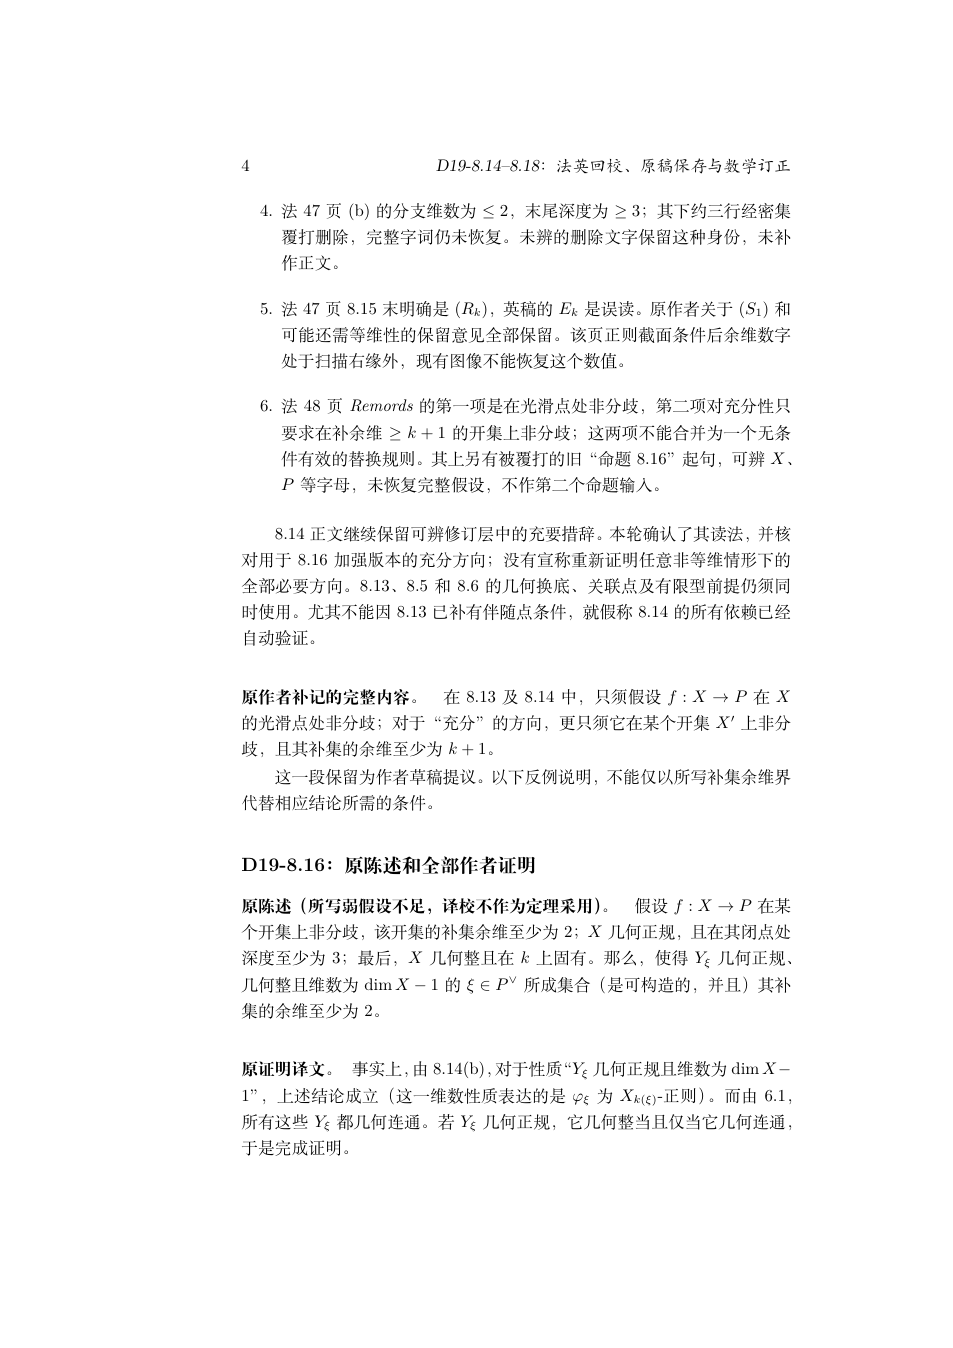 4 D19-8.14–8.18：法英回校、原稿保存与数学订正
4. 法 47 页 (b) 的分支维数为 ≤ 2，末尾深度为 ≥ 3；其下约三行经密集
覆打删除，完整字词仍未恢复。未辨的删除文字保留这种身份，未补
作正文。
5. 法 47 页 8.15 末明确是 (Rₖ)，英稿的 Eₖ 是误读。原作者关于 (S₁) 和
可能还需等维性的保留意见全部保留。该页正则截面条件后余维数字
处于扫描右缘外，现有图像不能恢复这个数值。
6. 法 48 页 Remords 的第一项是在光滑点处非分歧，第二项对充分性只
要求在补余维 ≥ k + 1 的开集上非分歧；这两项不能合并为一个无条
件有效的替换规则。其上另有被覆打的旧 “命题 8.16” 起句，可辨 X、
P 等字母，未恢复完整假设，不作第二个命题输入。
8.14 正文继续保留可辨修订层中的充要措辞。本轮确认了其读法，并核
对用于 8.16 加强版本的充分方向；没有宣称重新证明任意非等维情形下的
全部必要方向。8.13、8.5 和 8.6 的几何换底、关联点及有限型前提仍须同
时使用。尤其不能因 8.13 已补有伴随点条件，就假称 8.14 的所有依赖已经
自动验证。
原作者补记的完整内容。 在 8.13 及 8.14 中，只须假设 f : X → P 在 X
的光滑点处非分歧；对于 “充分” 的方向，更只须它在某个开集 X′ 上非分
歧，且其补集的余维至少为 k + 1。
这一段保留为作者草稿提议。以下反例说明，不能仅以所写补集余维界
代替相应结论所需的条件。
D19-8.16：原陈述和全部作者证明
原陈述（所写弱假设不足，译校不作为定理采用）。 假设 f : X → P 在某
个开集上非分歧，该开集的补集余维至少为 2；X 几何正规，且在其闭点处
深度至少为 3；最后，X 几何整且在 k 上固有。那么，使得 Y_ξ 几何正规、
几何整且维数为 dim X − 1 的 ξ ∈ P^∨ 所成集合（是可构造的，并且）其补
集的余维至少为 2。
原证明译文。 事实上，由 8.14(b)，对于性质“Y_ξ 几何正规且维数为 dim X −
1”，上述结论成立（这一维数性质表达的是 φ_ξ 为 X_{k(ξ)}-正则）。而由 6.1，
所有这些 Y_ξ 都几何连通。若 Y_ξ 几何正规，它几何整当且仅当它几何连通，
于是完成证明。